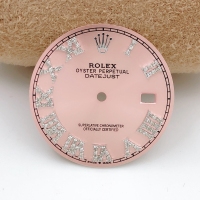 ROLEX
OYSTER PERPETUAL
DATEJUST
SUPERLATIVE CHRONOMETER
OFFICIALLY CERTIFIED